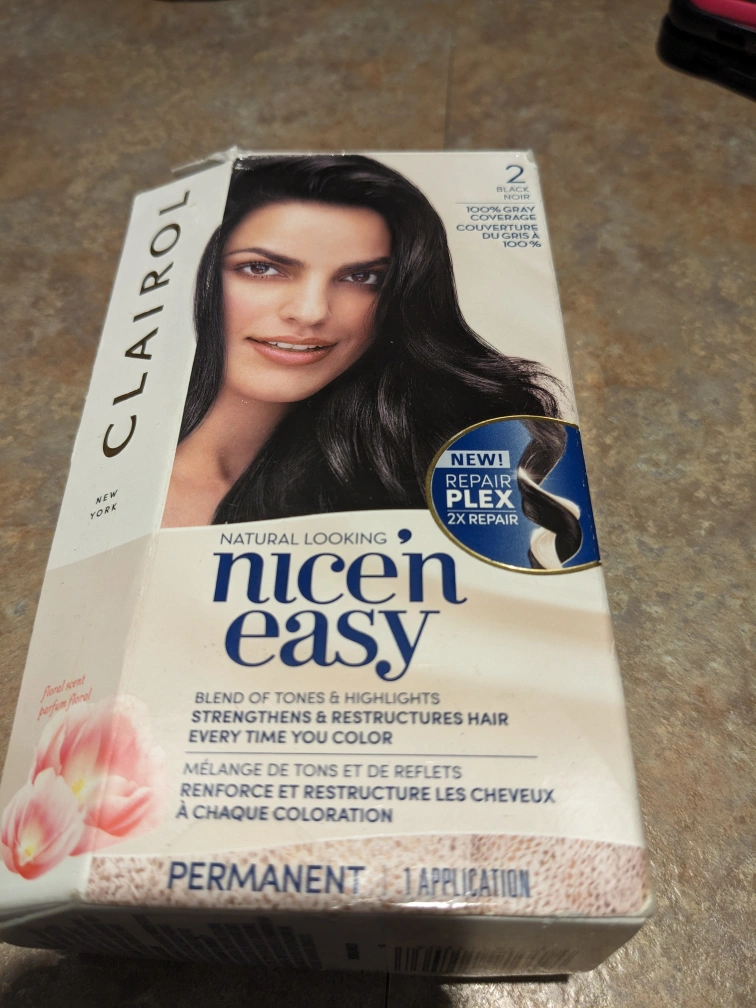 CLAIROL
NEW
YORK
2
BLACK
NOIR
100% GRAY
COVERAGE
COUVERTURE
DU GRIS À
100 %
NEW!
REPAIR
PLEX
2X REPAIR
NATURAL LOOKING
nice'n
easy
BLEND OF TONES & HIGHLIGHTS
STRENGTHENS & RESTRUCTURES HAIR
EVERY TIME YOU COLOR
MÉLANGE DE TONS ET DE REFLETS
RENFORCE ET RESTRUCTURE LES CHEVEUX
À CHAQUE COLORATION
floral scent
parfum floral
PERMANENT | 1 APPLICATION